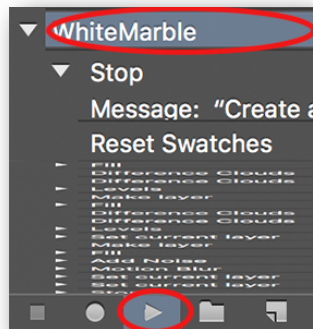 WhiteMarble
Stop
Message: "Create a
Reset Swatches
Fill
Difference Clouds
Difference Clouds
Levels
Make layer
Fill
Difference Clouds
Difference Clouds
Levels
Set current layer
Make layer
Fill
Add Noise
Motion Blur
Set current layer
Set current layer